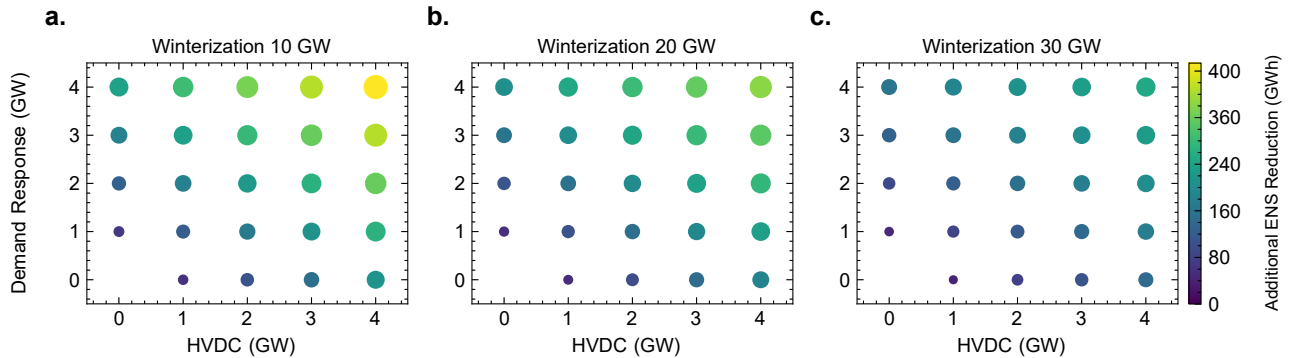 a.
b.
c.
Winterization 10 GW
Winterization 20 GW
Winterization 30 GW
Demand Response (GW)
4
3
2
1
0
4
3
2
1
0
4
3
2
1
0
0 1 2 3 4
0 1 2 3 4
0 1 2 3 4
HVDC (GW)
HVDC (GW)
HVDC (GW)
400
360
240
160
80
0
Additional ENS Reduction (GWh)